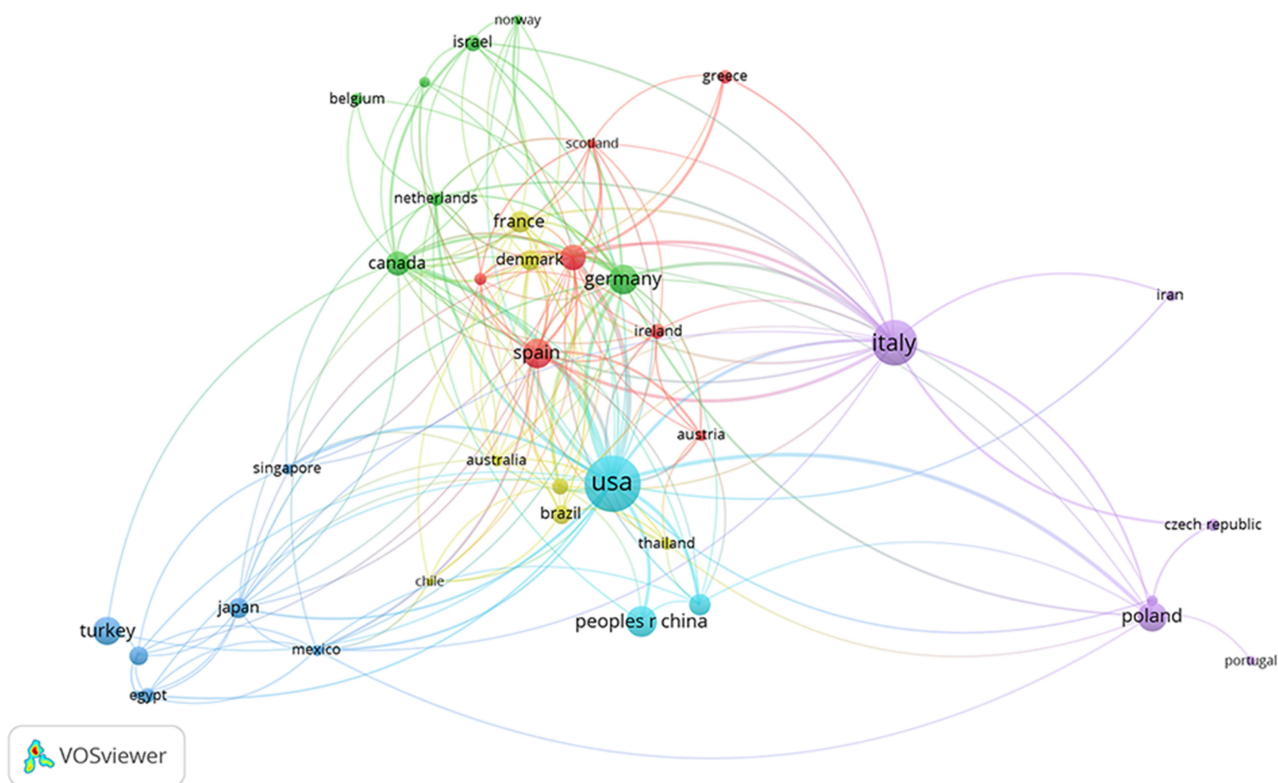 norway
israel
greece
belgium
scotland
netherlands
france
denmark
canada
germany
iran
ireland
italy
spain
austria
australia
singapore
usa
brazil
czech republic
thailand
chile
japan
poland
peoples r china
turkey
mexico
portugal
egypt
VOSviewer